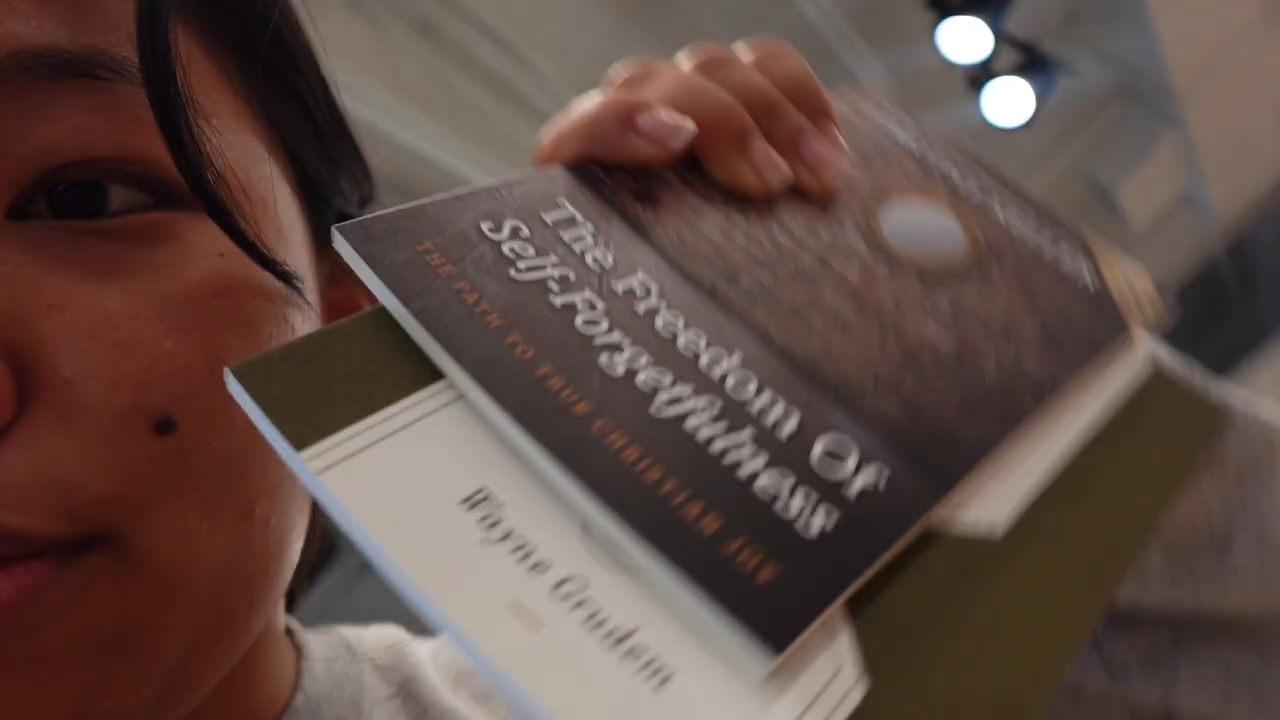 The Freedom Of
Self-Forgetfulness
THE PATH TO TRUE CHRISTIAN JOY
Wayne Grudem